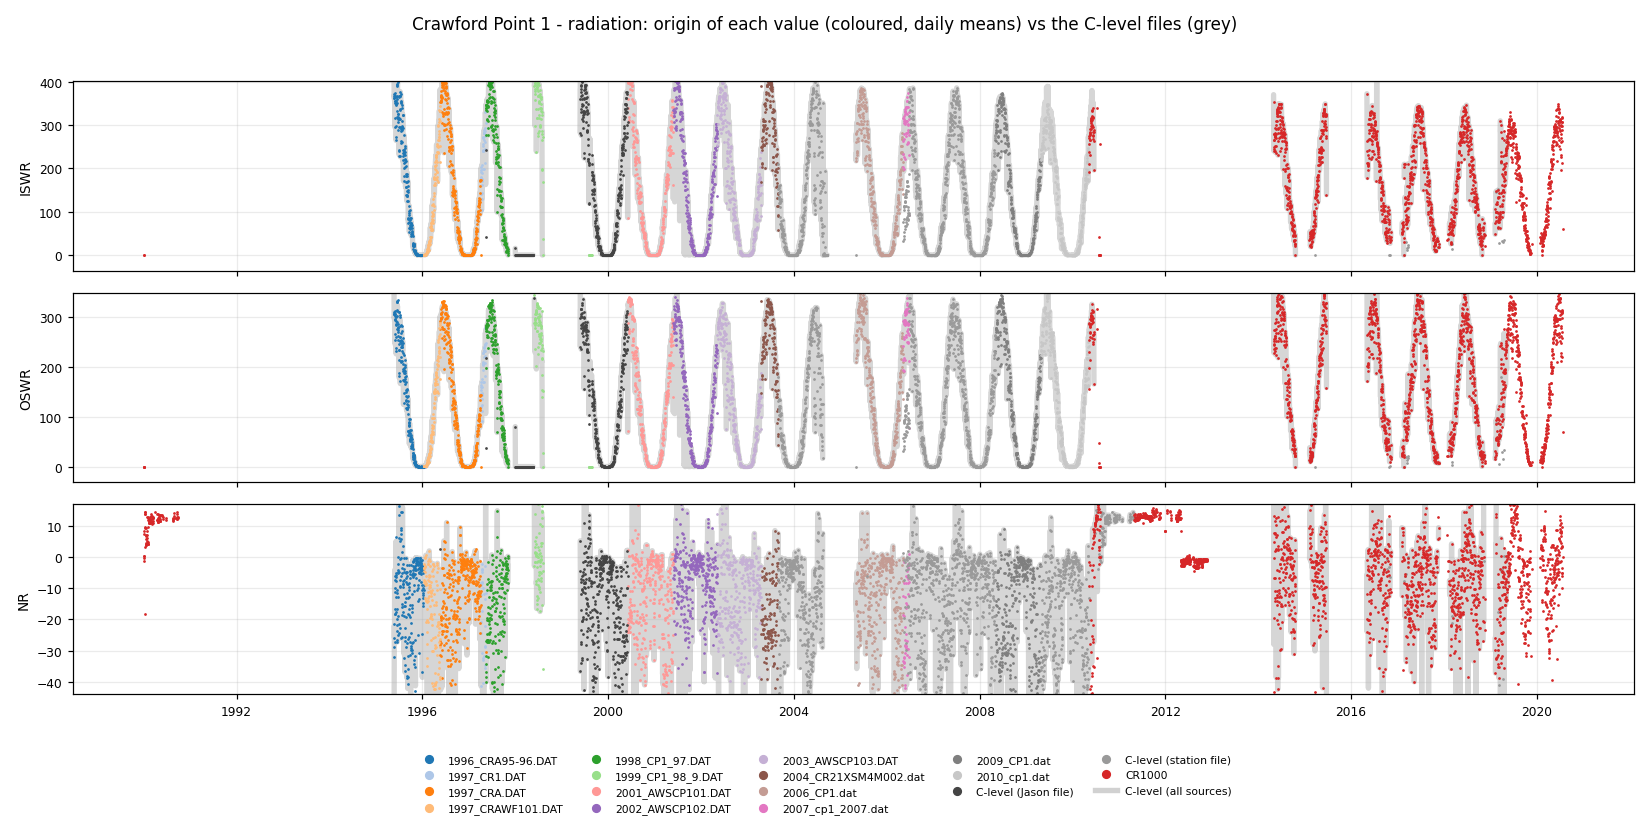 Crawford Point 1 - radiation: origin of each value (coloured, daily means) vs the C-level files (grey)
400
300
200
100
0
ISWR
300
200
100
0
OSWR
10
0
−10
−20
−30
−40
NR
1992 1996 2000 2004 2008 2012 2016 2020
1996_CRA95-96.DAT 1998_CP1_97.DAT 2003_AWSCP103.DAT 2009_CP1.dat C-level (station file)
1997_CR1.DAT 1999_CP1_98_9.DAT 2004_CR21XSM4M002.dat 2010_cp1.dat CR1000
1997_CRA.DAT 2001_AWSCP101.DAT 2006_CP1.dat C-level (Jason file) C-level (all sources)
1997_CRAWF101.DAT 2002_AWSCP102.DAT 2007_cp1_2007.dat